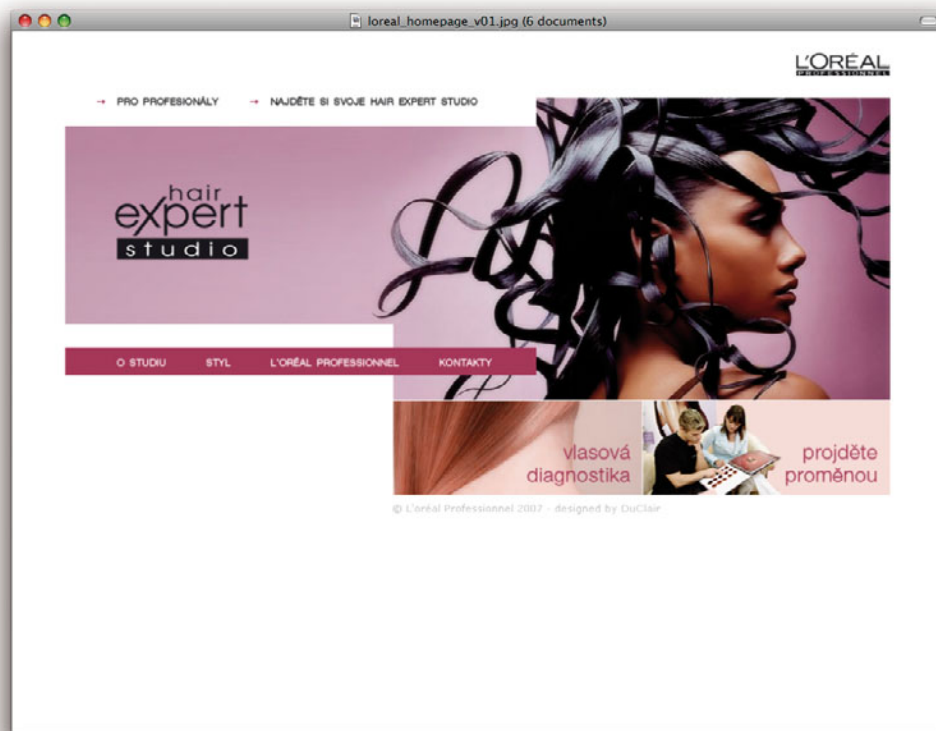 loreal_homepage_v01.jpg (6 documents)
L'ORÉAL
PROFESSIONNEL
→ PRO PROFESIONÁLY → NAJDĚTE SI SVOJE HAIR EXPERT STUDIO
hair
expert
studio
O STUDIU STYL L'ORÉAL PROFESSIONNEL KONTAKTY
vlasová
diagnostika
projděte
proměnou
© L'oréal Professionnel 2007 - designed by DuClair